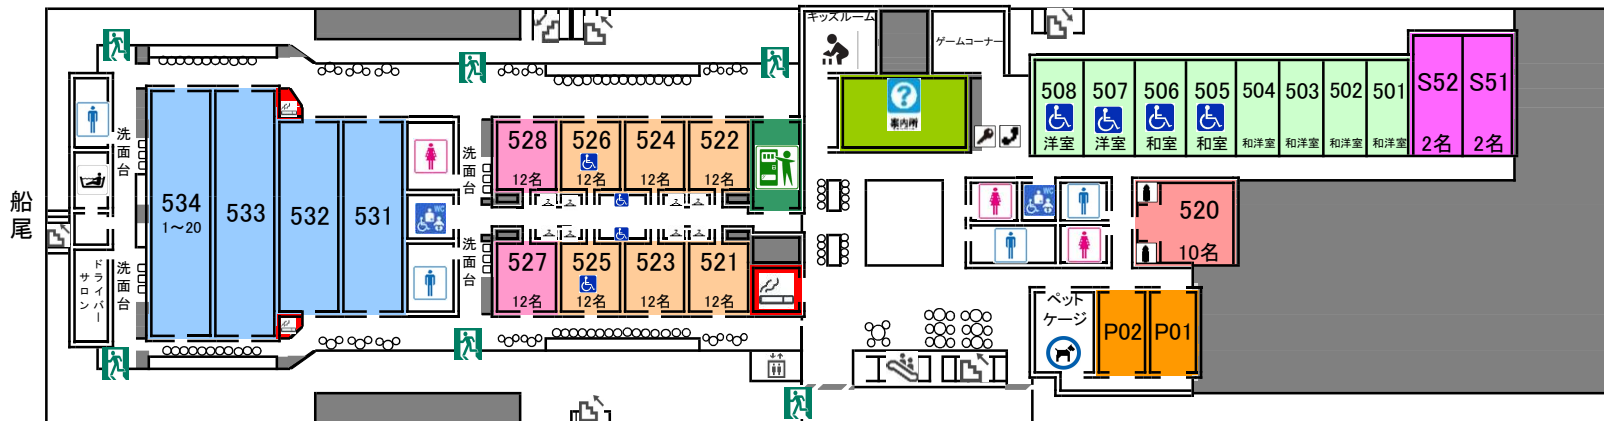 キッズルーム
ゲームコーナー
案内所
508
洋室
507
洋室
506
和室
505
和室
504
和洋室
503
和洋室
502
和洋室
501
和洋室
S52
2名
S51
2名
洗面台
534
1～20
533
532
531
洗面台
528
12名
526
12名
524
12名
522
12名
WC
WC
船尾
520
10名
洗面台
ドライバー
サロン
洗面台
527
12名
525
12名
523
12名
521
12名
ペット
ケージ
P02
P01